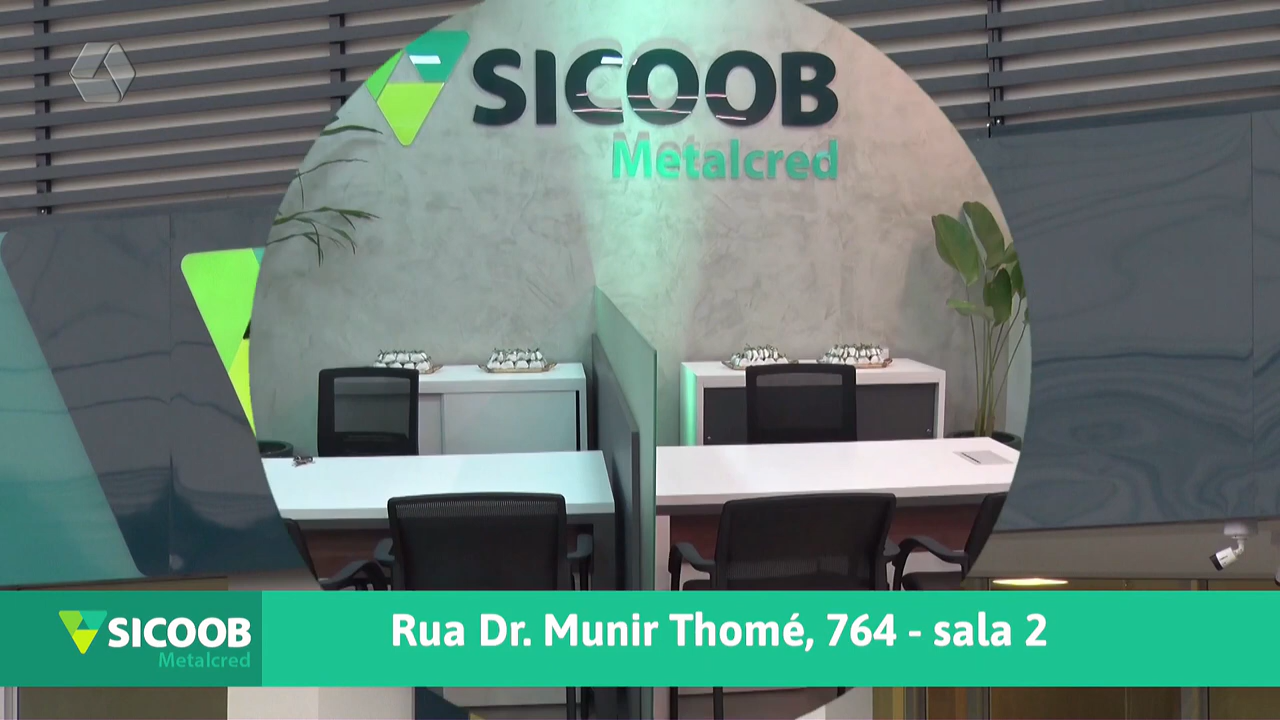 SICOOB
Metalcred
SICOOB
Metalcred
Rua Dr. Munir Thomé, 764 - sala 2